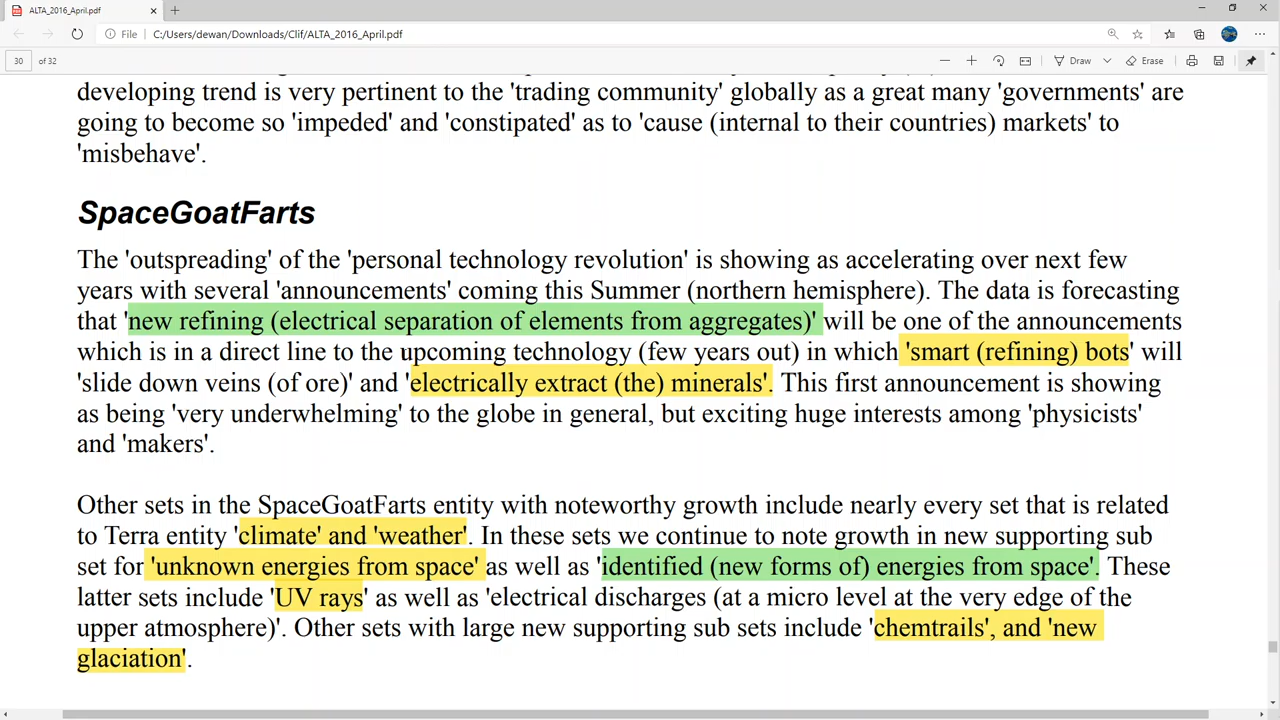 ALTA_2016_April.pdf
File C:/Users/dewan/Downloads/Clif/ALTA_2016_April.pdf
30 of 32 Draw Erase
developing trend is very pertinent to the 'trading community' globally as a great many 'governments' are
going to become so 'impeded' and 'constipated' as to 'cause (internal to their countries) markets' to
'misbehave'.
SpaceGoatFarts
The 'outspreading' of the 'personal technology revolution' is showing as accelerating over next few
years with several 'announcements' coming this Summer (northern hemisphere). The data is forecasting
that 'new refining (electrical separation of elements from aggregates)' will be one of the announcements
which is in a direct line to the upcoming technology (few years out) in which 'smart (refining) bots' will
'slide down veins (of ore)' and 'electrically extract (the) minerals'. This first announcement is showing
as being 'very underwhelming' to the globe in general, but exciting huge interests among 'physicists'
and 'makers'.
Other sets in the SpaceGoatFarts entity with noteworthy growth include nearly every set that is related
to Terra entity 'climate' and 'weather'. In these sets we continue to note growth in new supporting sub
set for 'unknown energies from space' as well as 'identified (new forms of) energies from space'. These
latter sets include 'UV rays' as well as 'electrical discharges (at a micro level at the very edge of the
upper atmosphere)'. Other sets with large new supporting sub sets include 'chemtrails', and 'new
glaciation'.